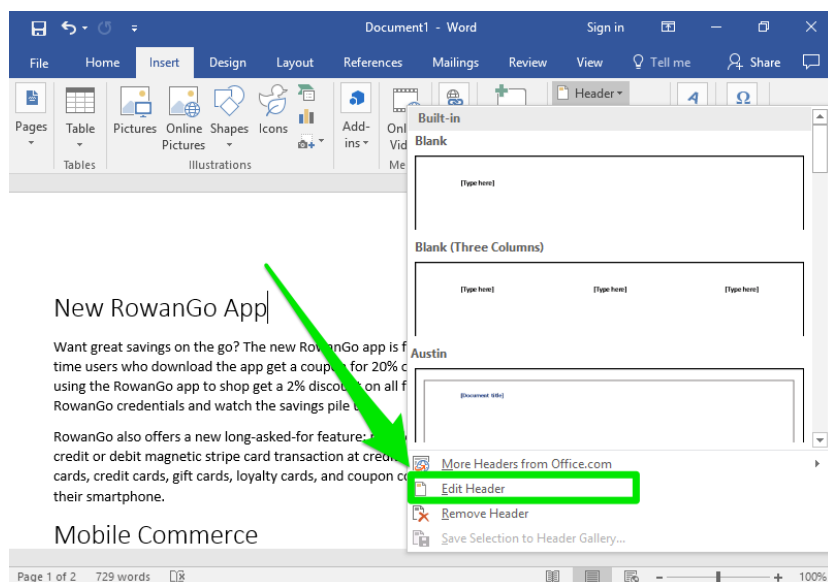 Document1 - Word
Sign in
File
Home
Insert
Design
Layout
References
Mailings
Review
View
Tell me
Share
Pages
Table
Pictures
Online
Pictures
Shapes
Icons
Add-
ins
Onl
Vid
Header
A
Ω
Tables
Illustrations
Me
Built-in
Blank
[Type here]
Blank (Three Columns)
[Type here] [Type here] [Type here]
Austin
[Document title]
More Headers from Office.com
Edit Header
Remove Header
Save Selection to Header Gallery...
New RowanGo App
Want great savings on the go? The new RowanGo app is f
time users who download the app get a coupon for 20% o
using the RowanGo app to shop get a 2% discount on all f
RowanGo credentials and watch the savings pile
RowanGo also offers a new long-asked-for feature:
credit or debit magnetic stripe card transaction at
cards, credit cards, gift cards, loyalty cards, and coupon co
their smartphone.
Mobile Commerce
Page 1 of 2
729 words
100%